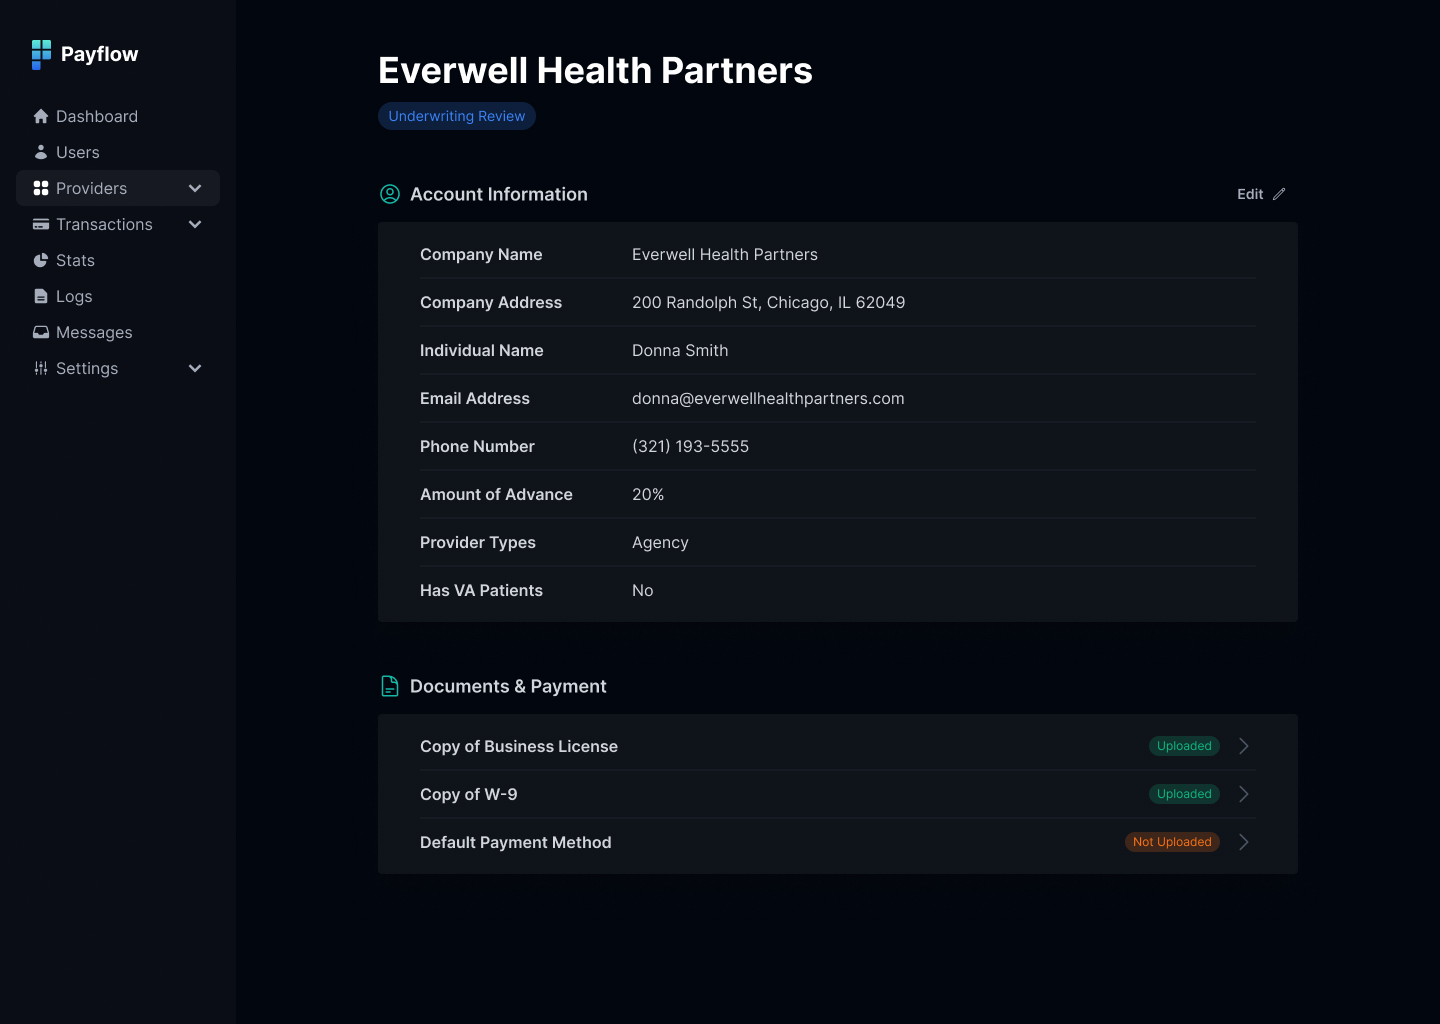 Payflow
Dashboard
Users
Providers
Transactions
Stats
Logs
Messages
Settings
Everwell Health Partners
Underwriting Review
Account Information
Edit
Company Name Everwell Health Partners
Company Address 200 Randolph St, Chicago, IL 62049
Individual Name Donna Smith
Email Address donna@everwellhealthpartners.com
Phone Number (321) 193-5555
Amount of Advance 20%
Provider Types Agency
Has VA Patients No
Documents & Payment
Copy of Business License Uploaded
Copy of W-9 Uploaded
Default Payment Method Not Uploaded